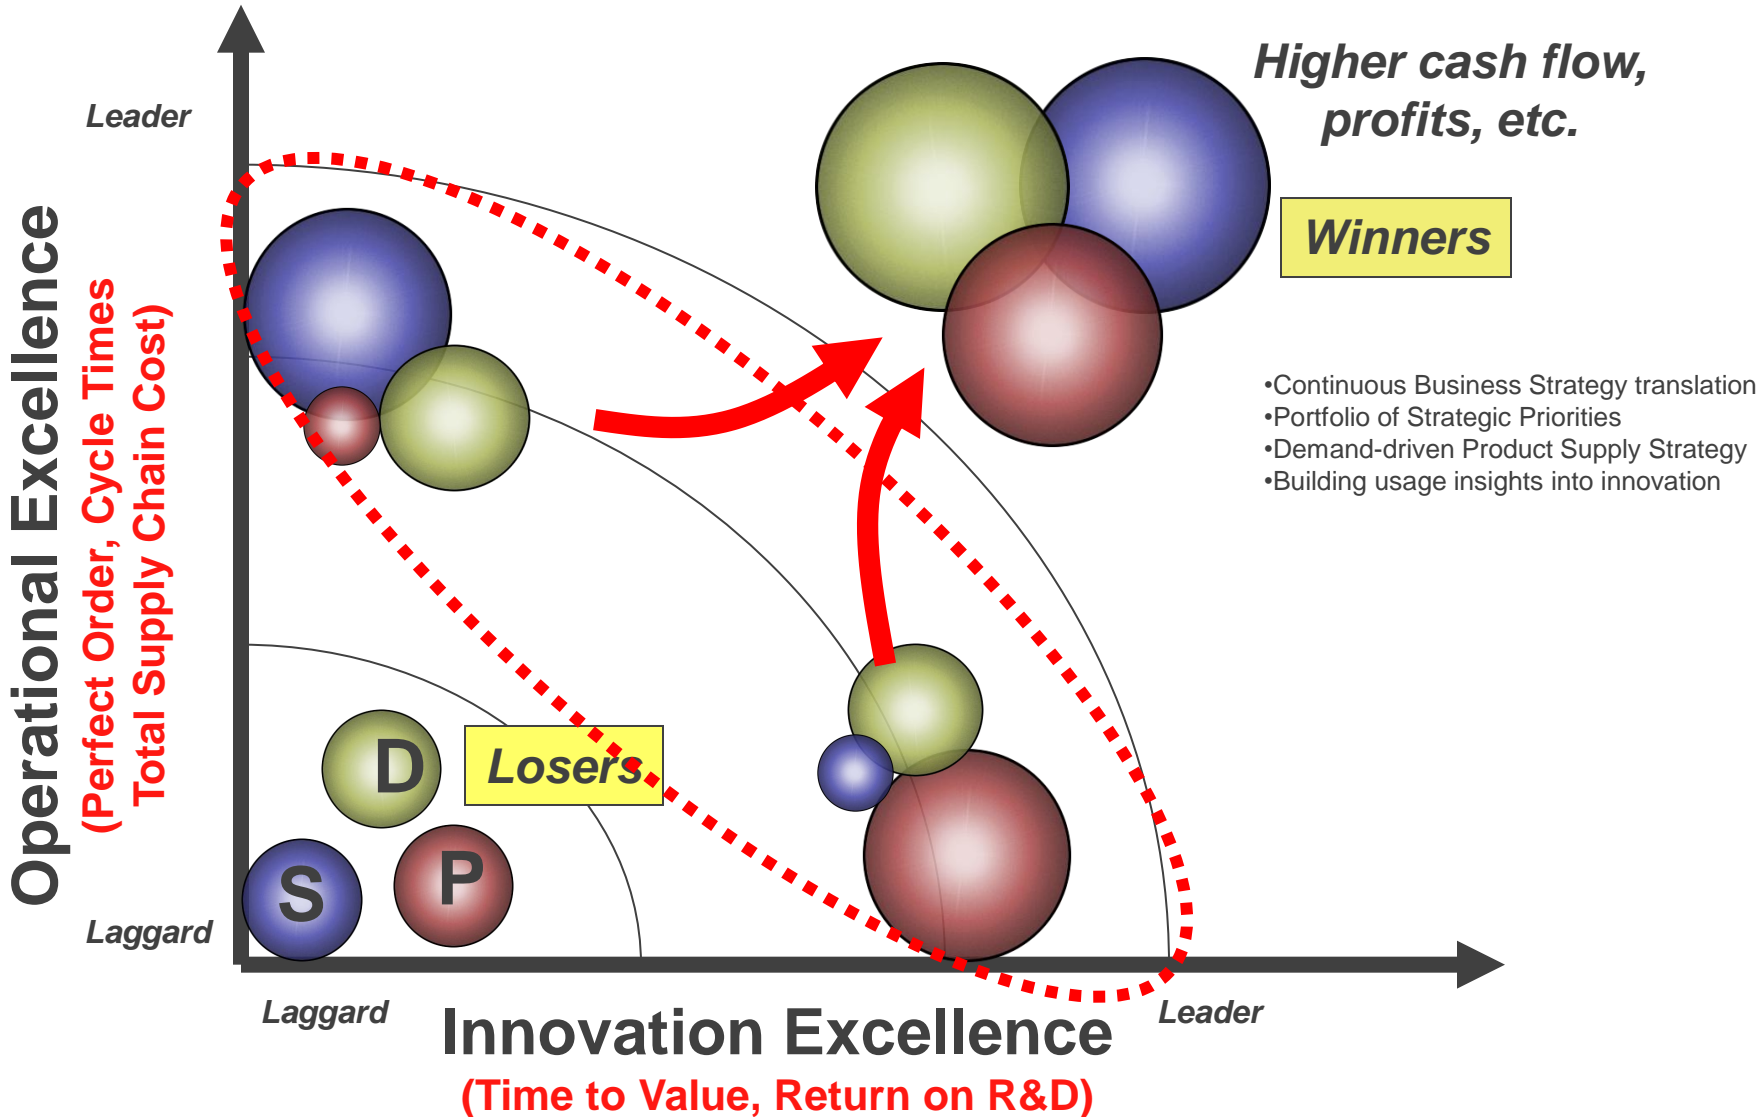 Higher cash flow,
profits, etc.
Leader
Winners
Operational Excellence
(Perfect Order, Cycle Times
Total Supply Chain Cost)
•Continuous Business Strategy translation
•Portfolio of Strategic Priorities
•Demand-driven Product Supply Strategy
•Building usage insights into innovation
D
Losers
S
P
Laggard
Laggard
Innovation Excellence
Leader
(Time to Value, Return on R&D)